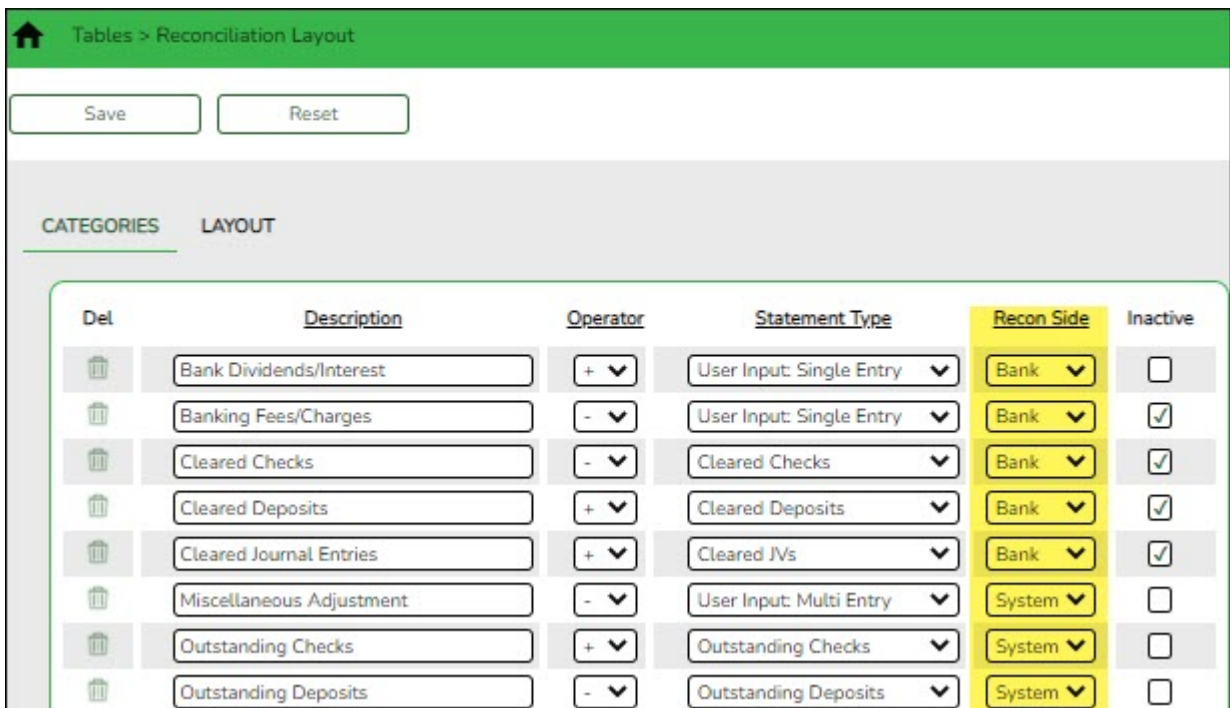 Tables > Reconciliation Layout
Save Reset
CATEGORIES LAYOUT
Del Description Operator Statement Type Recon Side Inactive
Bank Dividends/Interest + User Input: Single Entry Bank
Banking Fees/Charges - User Input: Single Entry Bank
Cleared Checks - Cleared Checks Bank
Cleared Deposits + Cleared Deposits Bank
Cleared Journal Entries + Cleared JVs Bank
Miscellaneous Adjustment - User Input: Multi Entry System
Outstanding Checks + Outstanding Checks System
Outstanding Deposits - Outstanding Deposits System